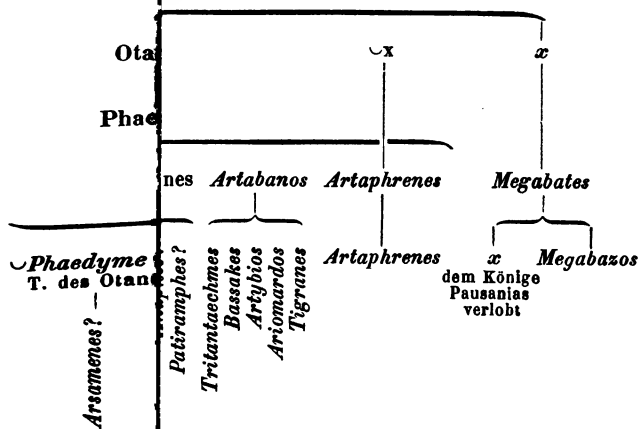 Ota ◡x x
Phae
nes Artabanos Artaphrenes Megabates
◡Phaedyme Artaphrenes x Megabazos
T. des Otan dem Könige
Pausanias
verlobt
Arsamenes?
Patiramphes?
Tritantaechmes
Bassakes
Artybios
Ariomardos
Tigranes